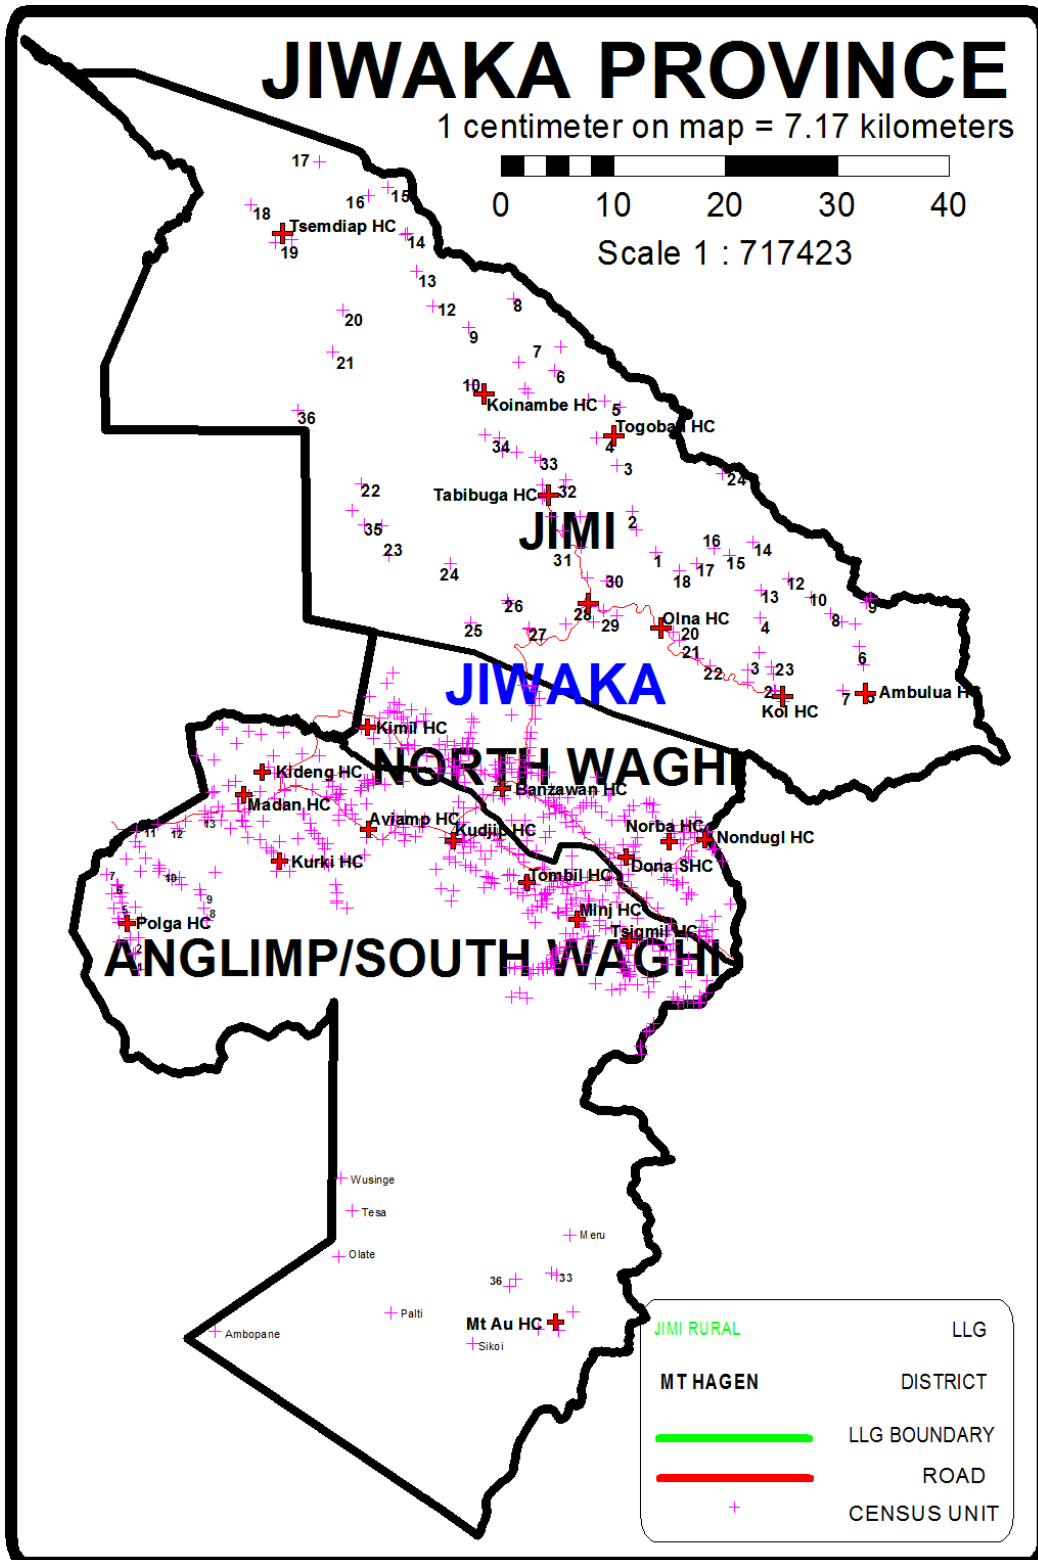 JIWAKA PROVINCE
1 centimeter on map = 7.17 kilometers
0 10 20 30 40
Scale 1 : 717423
17
16
15
18
Tsemdiap HC
14
19
13
12
8
20
9
7
21
6
10
Koinambe HC
5
36
Togoban HC
34
4
33
3
24
22
Tabibuga HC
32
35
JIMI
2
16
14
23
31
1
15
24
18
17
30
12
13
10
9
26
28
29
Olna HC
8
25
27
20
4
21
6
22
3
23
JIWAKA
2
7
Ambulua HC
Kol HC
Kimil HC
NORTH WAGHI
Kideng HC
Banzawan HC
Madan HC
13
Aviamp HC
11
12
Kudjip HC
Norba HC
Nondugl HC
Kurki HC
Dona SHC
7
10
Tombil HC
6
9
5
8
Minj HC
Polga HC
Tsigmil HC
2
ANGLIMP/SOUTH WAGHI
1
Wusinge
Tesa
Meru
Olate
36
33
Palti
Mt Au HC
Ambopane
Sikoi
JIMI RURAL LLG
MT HAGEN DISTRICT
LLG BOUNDARY
ROAD
CENSUS UNIT